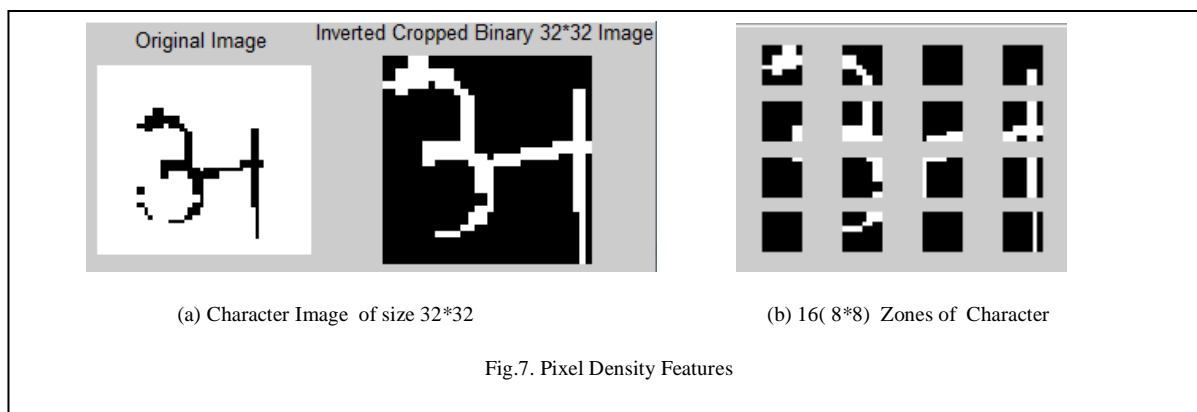 Original Image
Inverted Cropped Binary 32*32 Image
अ
(a) Character Image of size 32*32
(b) 16( 8*8) Zones of Character
Fig.7. Pixel Density Features